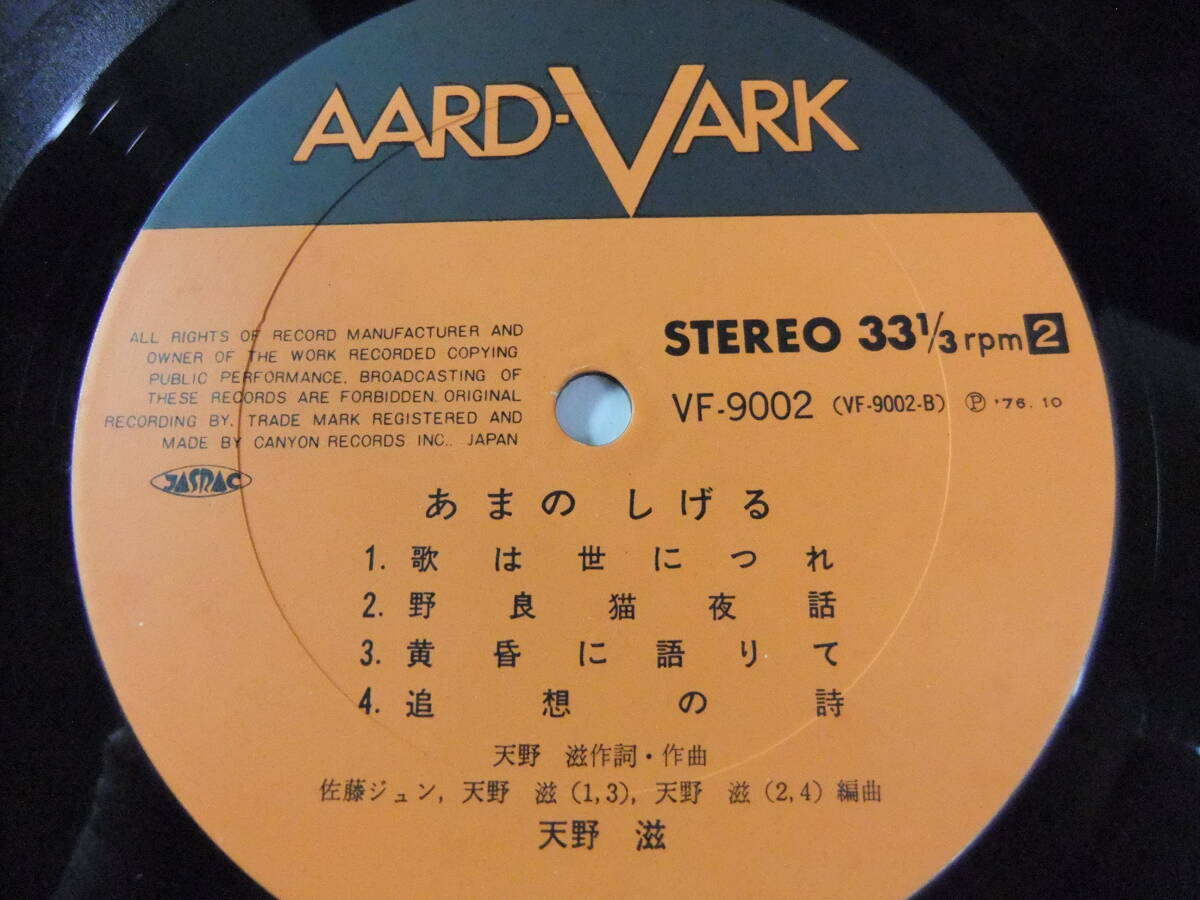 AARD-VARK
ALL RIGHTS OF RECORD MANUFACTURER AND
OWNER OF THE WORK RECORDED COPYING
PUBLIC PERFORMANCE, BROADCASTING OF
THESE RECORDS ARE FORBIDDEN. ORIGINAL
RECORDING BY, TRADE MARK REGISTERED AND
MADE BY CANYON RECORDS INC., JAPAN
JASRAC
STEREO 33 1/3 rpm 2
VF-9002 (VF-9002-B) Ⓟ '76.10
あまの しげる
1. 歌は世につれ
2. 野良猫夜話
3. 黄昏に語りて
4. 追想の詩
天野 滋作詞・作曲
佐藤ジュン, 天野 滋 (1,3), 天野 滋 (2,4) 編曲
天野 滋